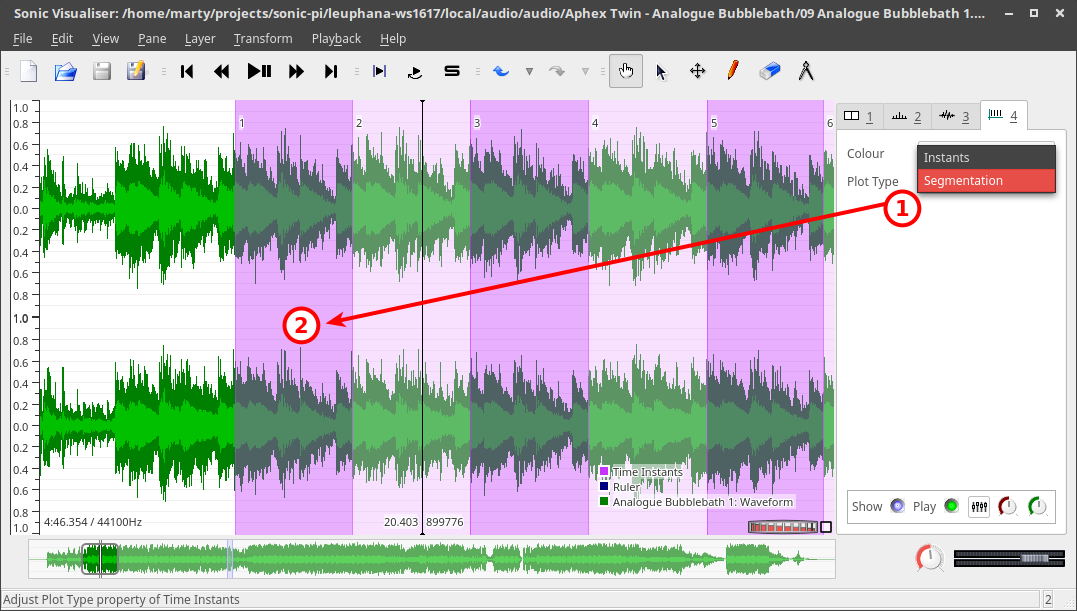 Sonic Visualiser: /home/marty/projects/sonic-pi/leuphana-ws1617/local/audio/audio/Aphex Twin - Analogue Bubblebath/09 Analogue Bubblebath 1....
File Edit View Pane Layer Transform Playback Help
1.0
0.8
0.6
0.4
0.2
0.0
0.2
0.4
0.6
0.8
1.0
0.8
0.6
0.4
0.2
0.0
0.2
0.4
0.6
0.8
1.0
1 2 3 4 5 6
1 2 3 4
Colour
Instants
Plot Type
Segmentation
1
2
Time Instants
Ruler
Analogue Bubblebath 1: Waveform
4:46.354 / 44100Hz
20.403 899776
Show Play
Adjust Plot Type property of Time Instants
2